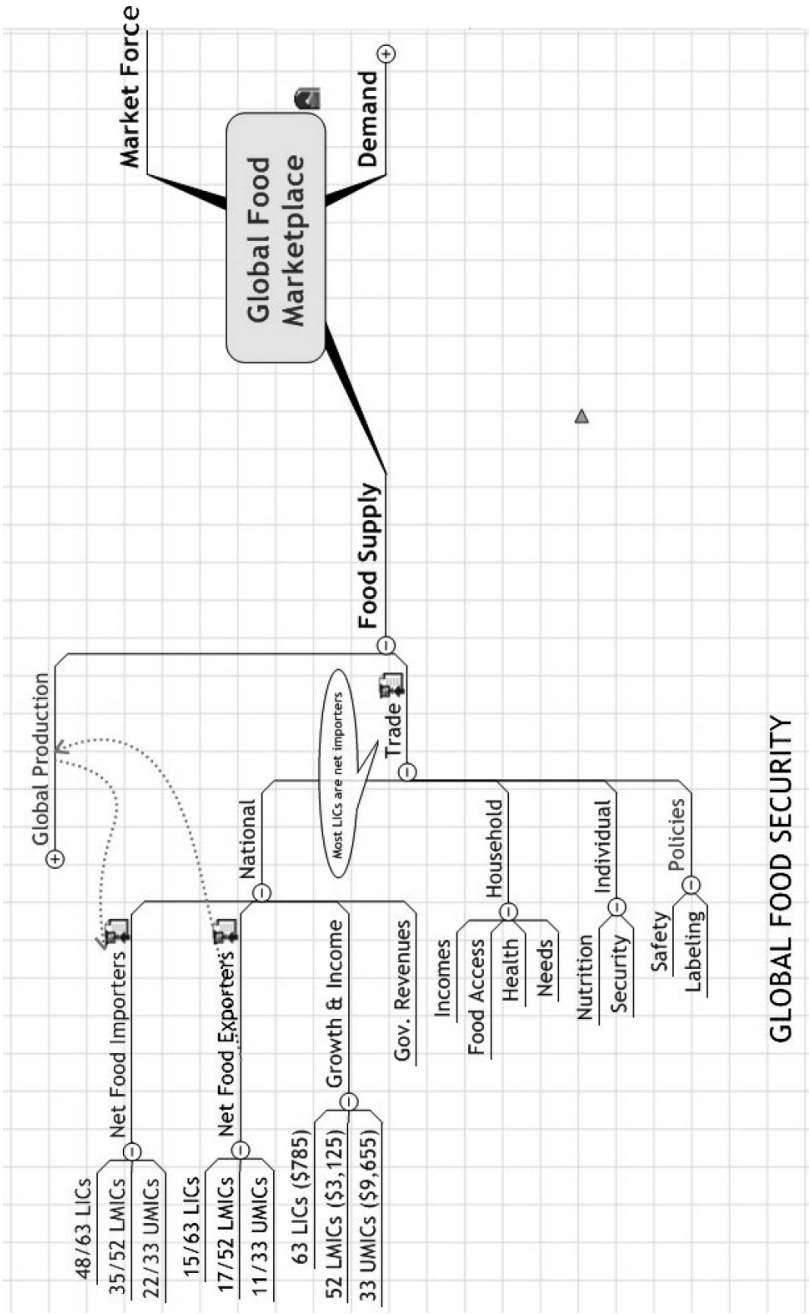 Market Force
Global Food
Marketplace
Demand
Food Supply
Global Production
Trade
Most LICs are net importers
National
Net Food Importers
48/63 LICs
35/52 LMICs
22/33 UMICs
Net Food Exporters
15/63 LICs
17/52 LMICs
11/33 UMICs
Growth & Income
63 LICs ($785)
52 LMICs ($3,125)
33 UMICs ($9,655)
Gov. Revenues
Household
Incomes
Food Access
Health
Needs
Individual
Nutrition
Security
Policies
Safety
Labeling
GLOBAL FOOD SECURITY